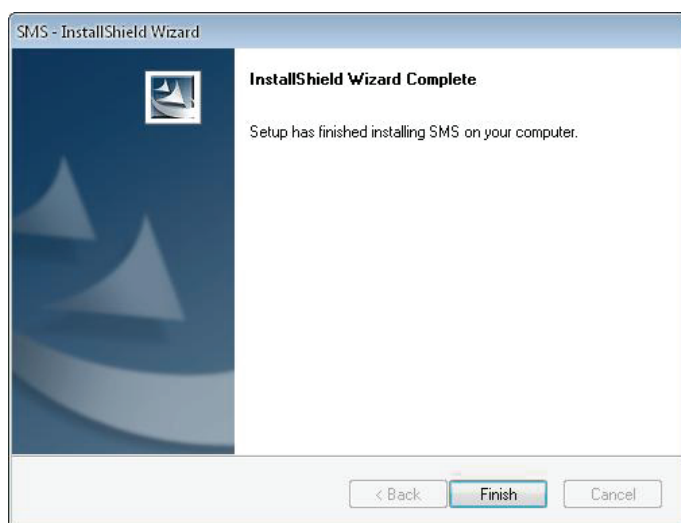 SMS - InstallShield Wizard
InstallShield Wizard Complete
Setup has finished installing SMS on your computer.
< Back
Finish
Cancel